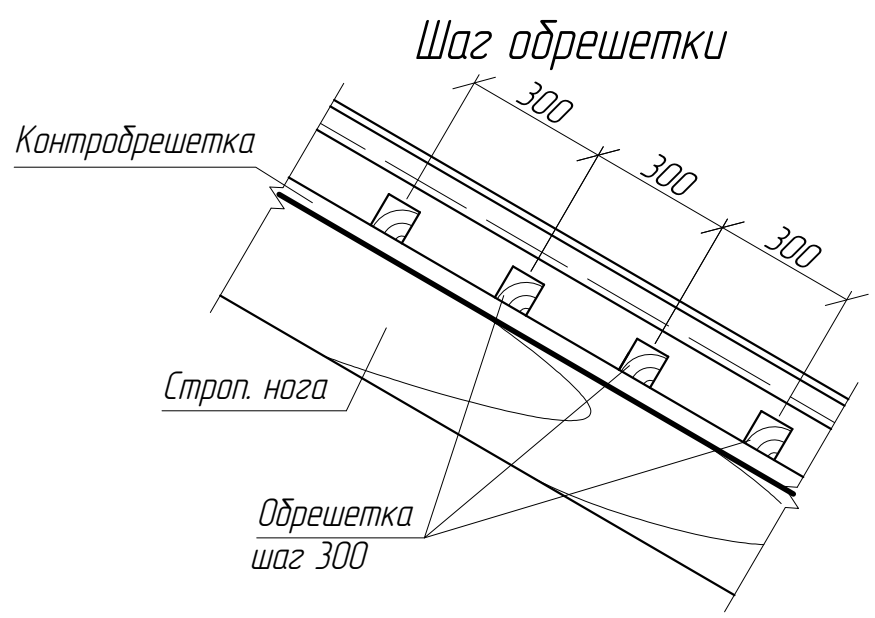 Шаг обрешетки
300
300
300
Контробрешетка
Строп. нога
Обрешетка
шаг 300